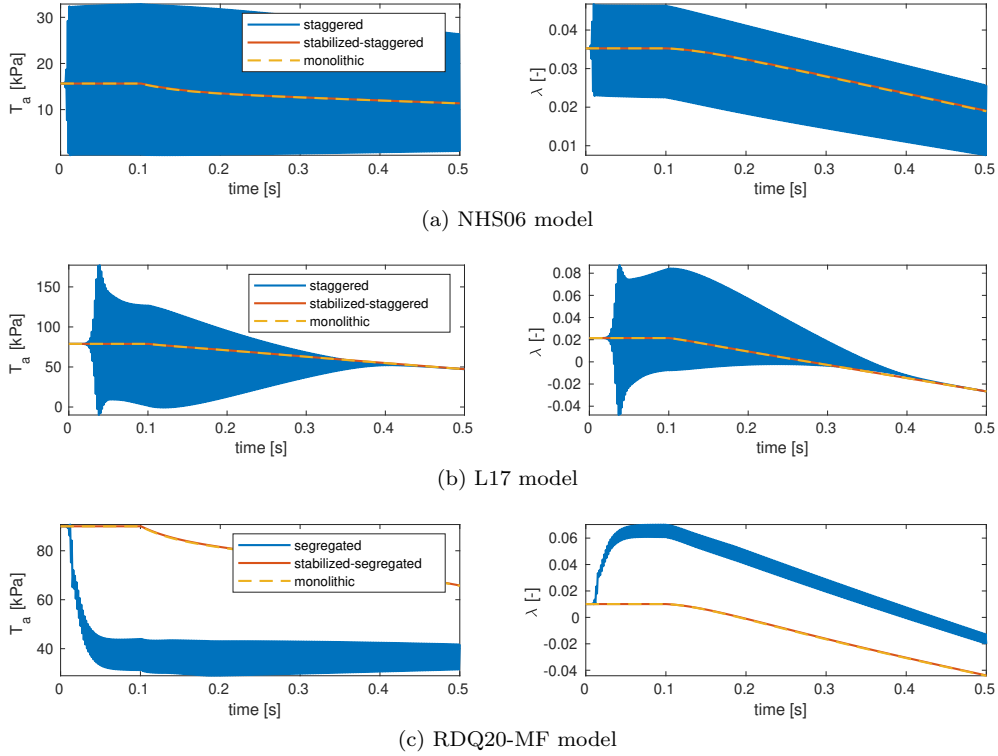 30
20
10
T_a [kPa]
staggered
stabilized-staggered
monolithic
0 0.1 0.2 0.3 0.4 0.5
time [s]
0.04
0.03
0.02
0.01
λ [-]
0 0.1 0.2 0.3 0.4 0.5
time [s]
(a) NHS06 model
150
100
50
0
T_a [kPa]
staggered
stabilized-staggered
monolithic
0 0.1 0.2 0.3 0.4 0.5
time [s]
0.08
0.06
0.04
0.02
0
-0.02
-0.04
λ [-]
0 0.1 0.2 0.3 0.4 0.5
time [s]
(b) L17 model
80
60
40
T_a [kPa]
segregated
stabilized-segregated
monolithic
0 0.1 0.2 0.3 0.4 0.5
time [s]
0.06
0.04
0.02
0
-0.02
-0.04
λ [-]
0 0.1 0.2 0.3 0.4 0.5
time [s]
(c) RDQ20-MF model